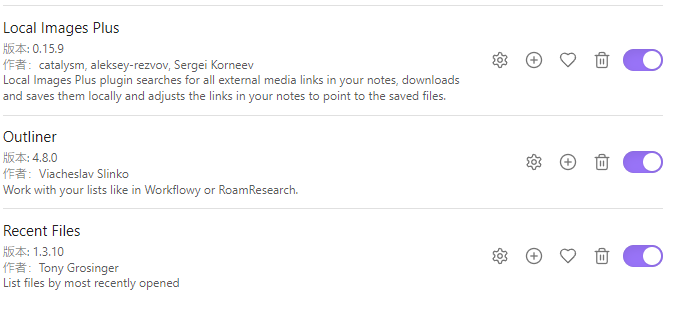 Local Images Plus
版本: 0.15.9
作者：catalysm, aleksey-rezvov, Sergei Korneev
Local Images Plus plugin searches for all external media links in your notes, downloads
and saves them locally and adjusts the links in your notes to point to the saved files.
Outliner
版本: 4.8.0
作者：Viacheslav Slinko
Work with your lists like in Workflowy or RoamResearch.
Recent Files
版本: 1.3.10
作者：Tony Grosinger
List files by most recently opened